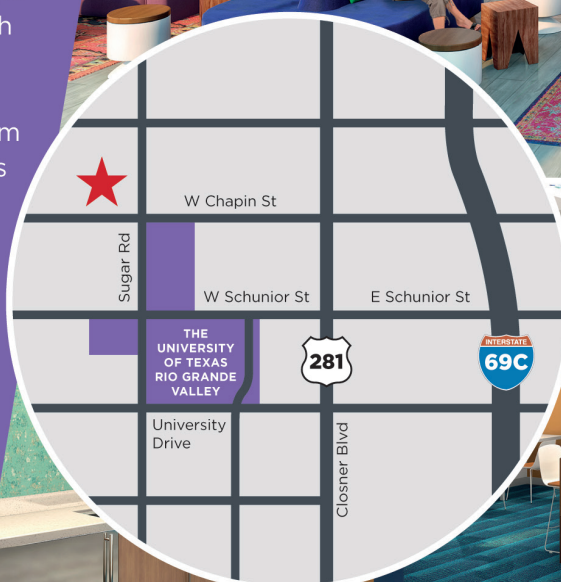 W Chapin St
Sugar Rd
W Schunior St
E Schunior St
THE
UNIVERSITY
OF TEXAS
RIO GRANDE
VALLEY
281
INTERSTATE
69C
University
Drive
Closner Blvd